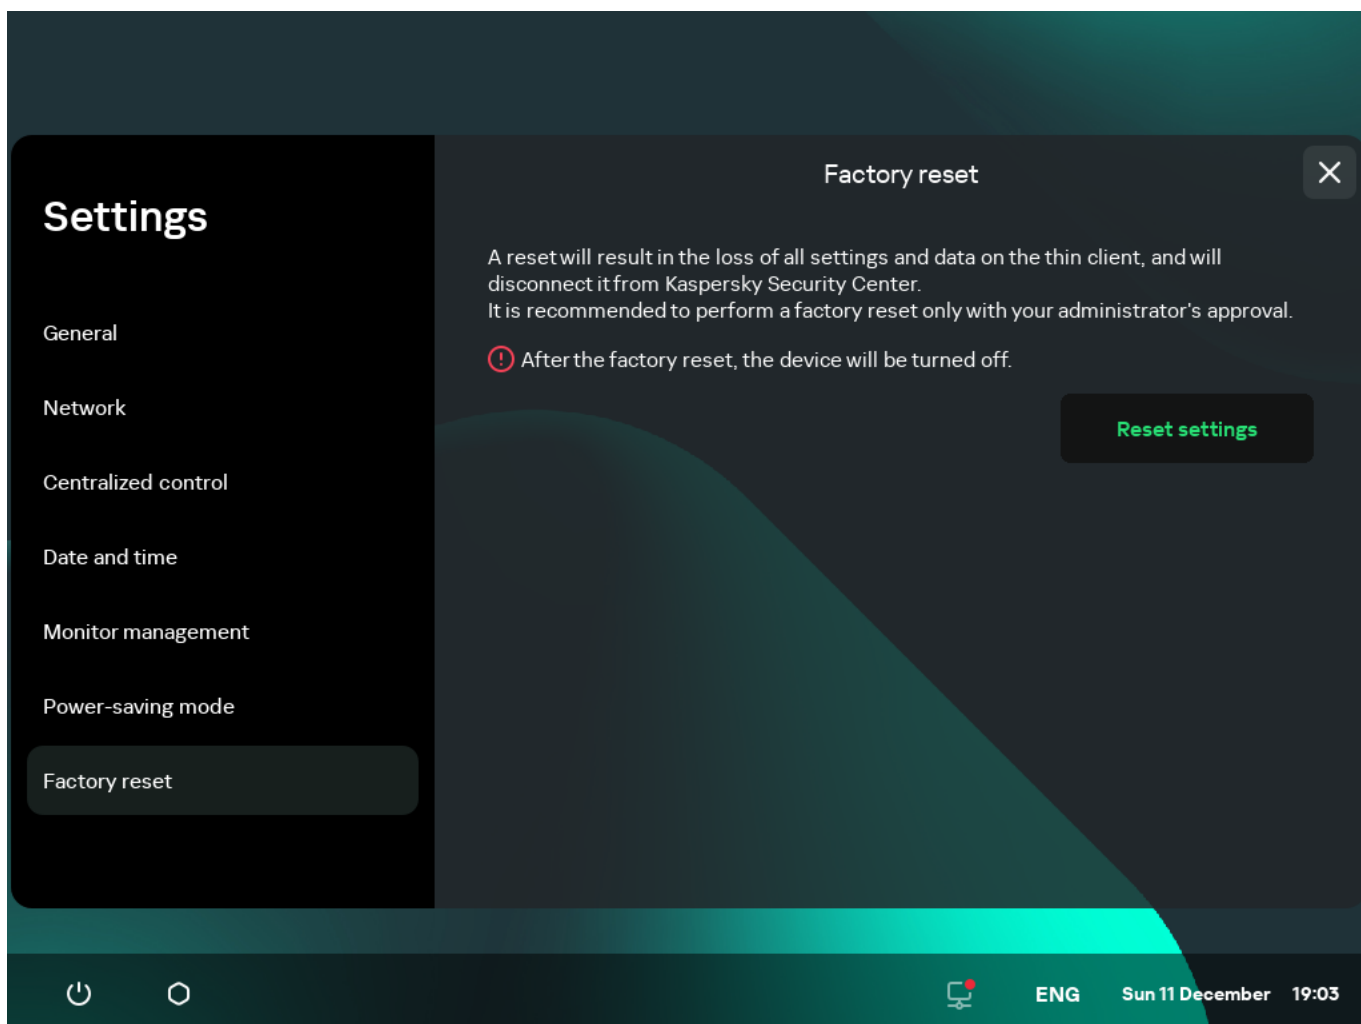 Settings
General
Network
Centralized control
Date and time
Monitor management
Power-saving mode
Factory reset
Factory reset
A reset will result in the loss of all settings and data on the thin client, and will
disconnect it from Kaspersky Security Center.
It is recommended to perform a factory reset only with your administrator's approval.
After the factory reset, the device will be turned off.
Reset settings
ENG Sun 11 December 19:03